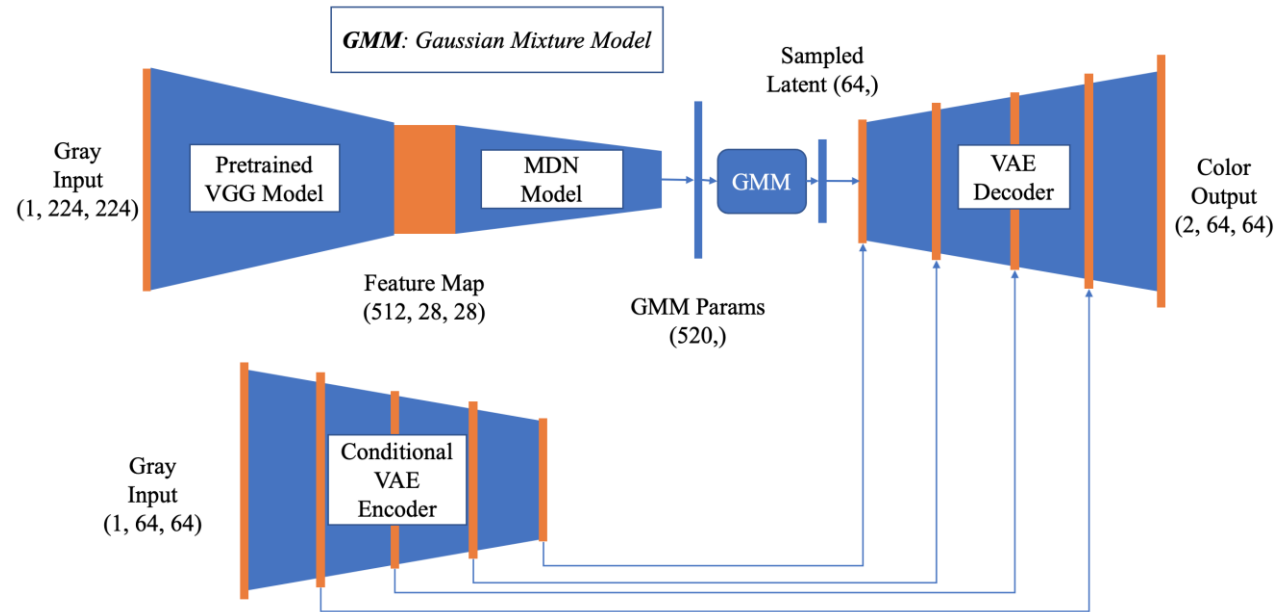 GMM: Gaussian Mixture Model
Gray
Input
(1, 224, 224)
Pretrained
VGG Model
Feature Map
(512, 28, 28)
MDN
Model
GMM Params
(520,)
GMM
Sampled
Latent (64,)
VAE
Decoder
Color
Output
(2, 64, 64)
Gray
Input
(1, 64, 64)
Conditional
VAE
Encoder